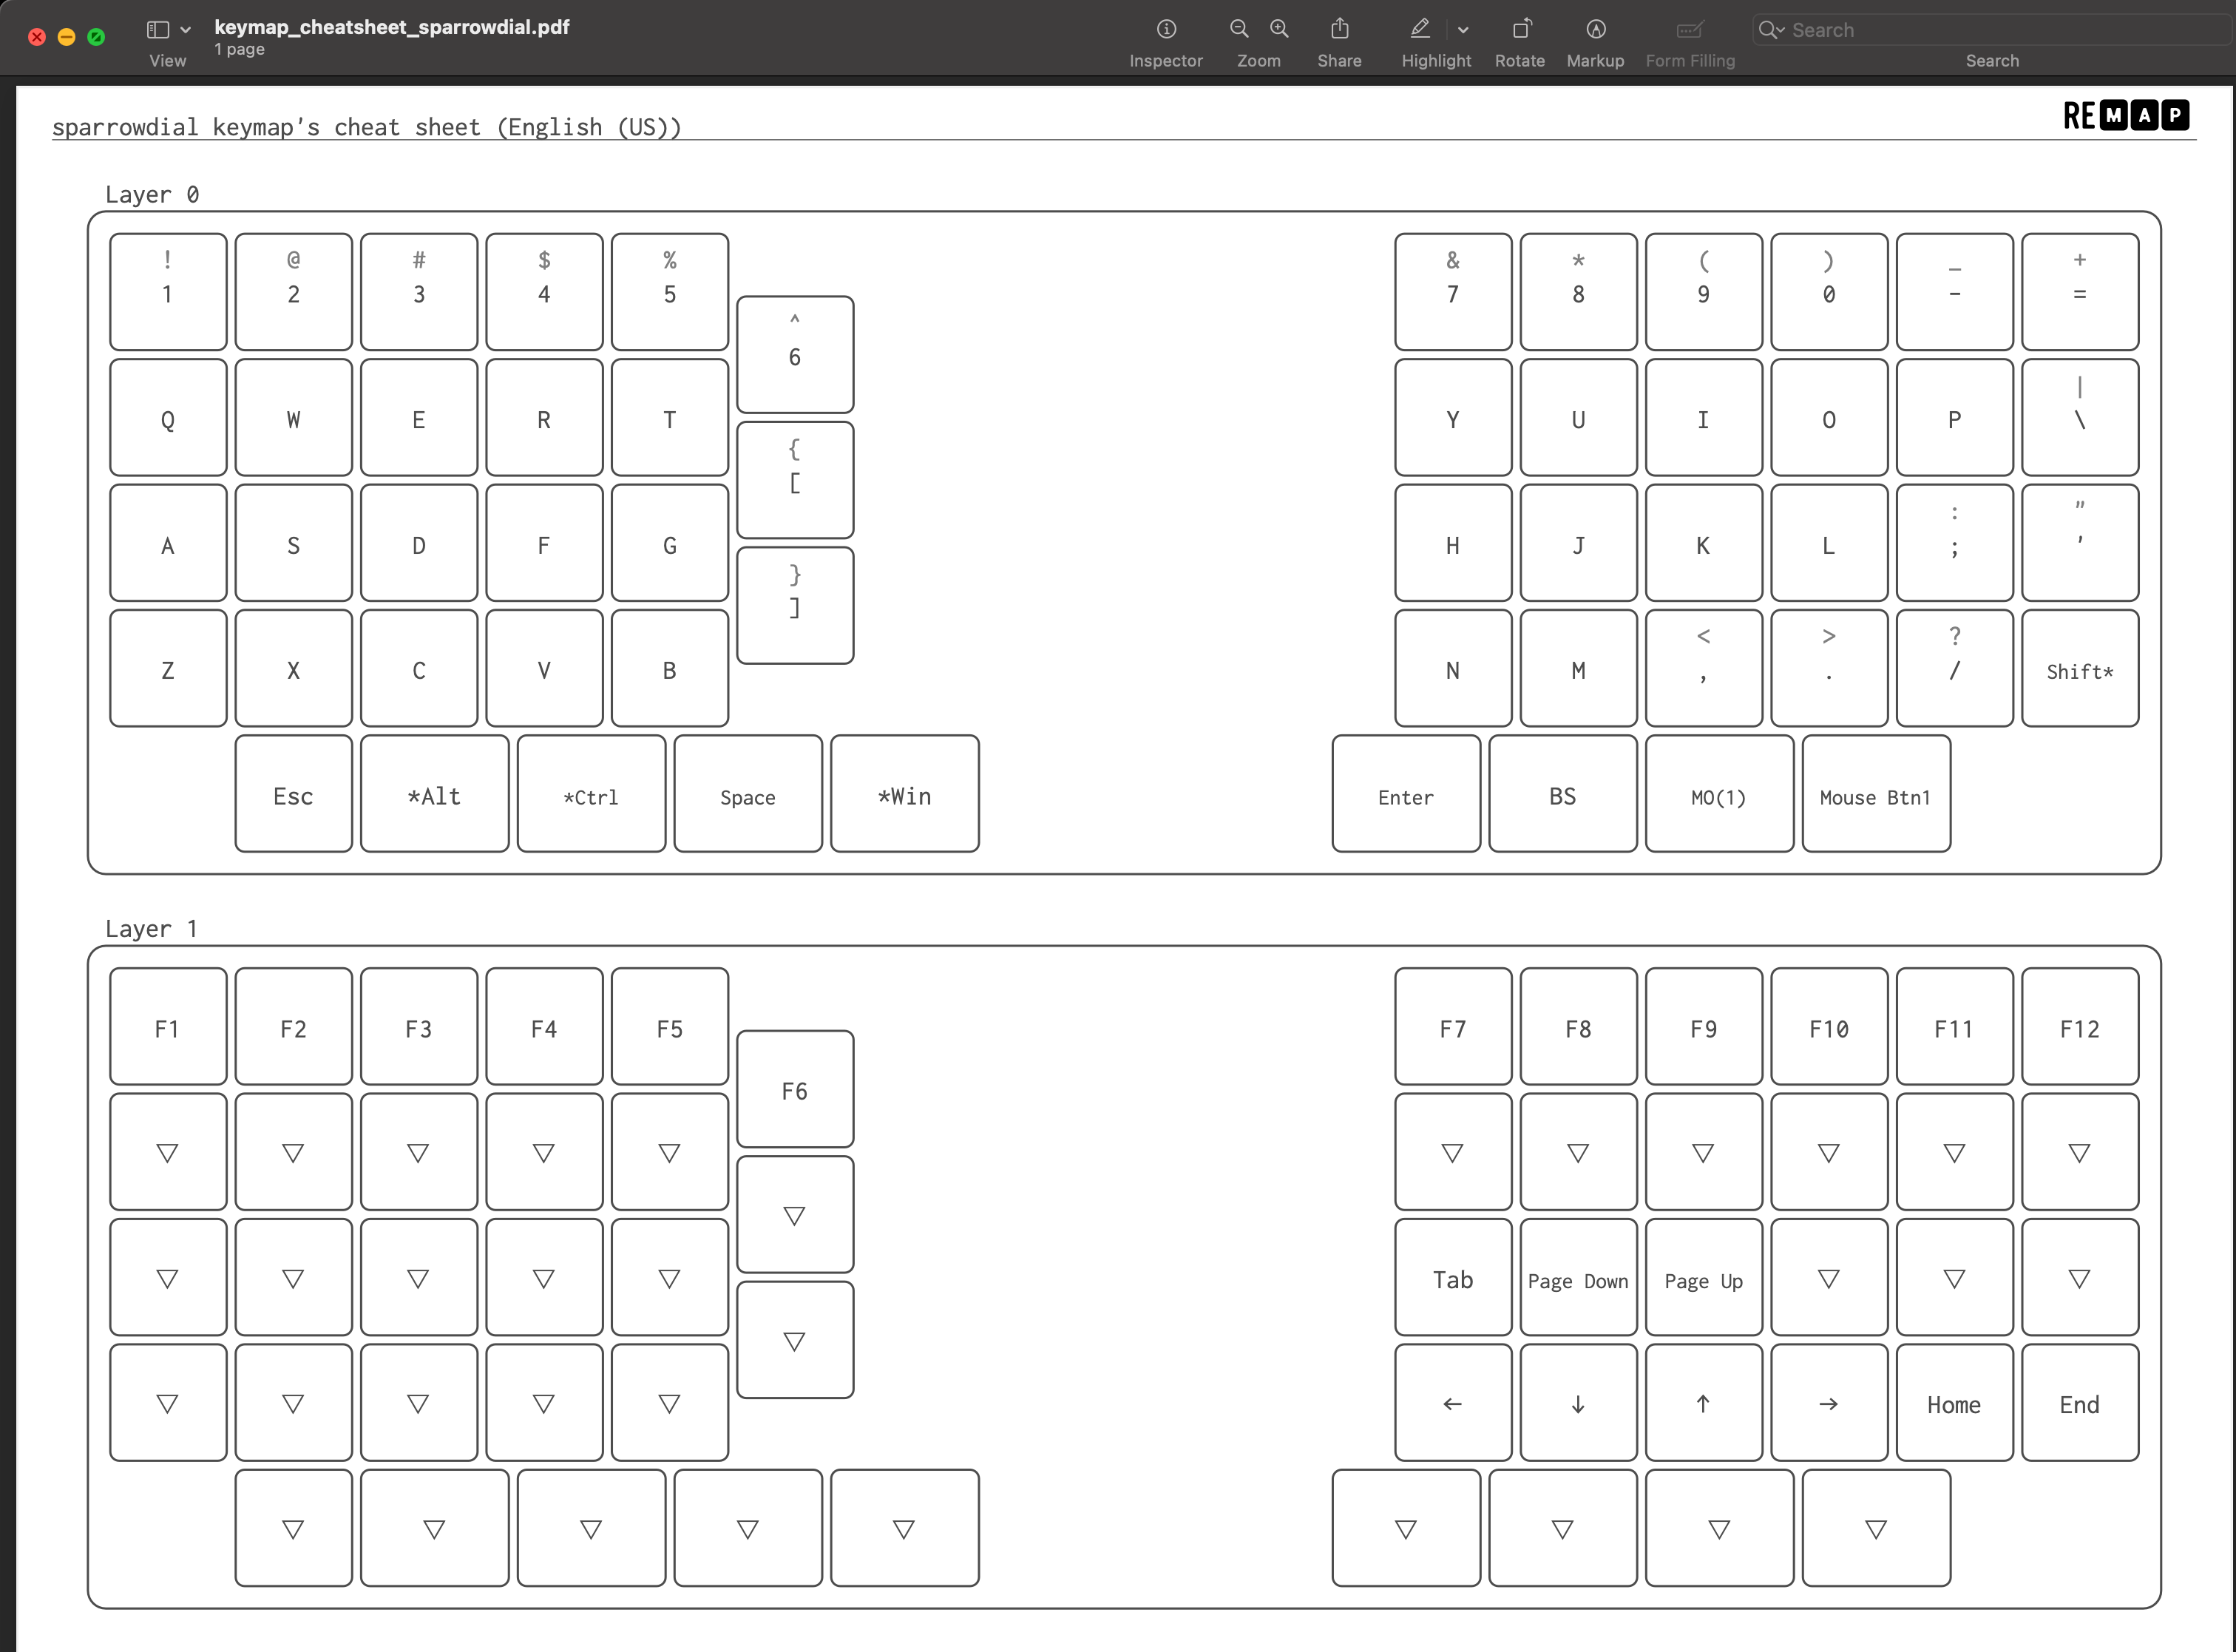 keymap_cheatsheet_sparrowdial.pdf
1 page
View
Inspector
Zoom
Share
Highlight
Rotate
Markup
Form Filling
Search
Search
sparrowdial keymap's cheat sheet (English (US))
REMAP
Layer 0
! @ # $ % & * ( ) _ +
1 2 3 4 5 7 8 9 0 - =
^
6
|
Q W E R T Y U I O P \
{
[
: "
A S D F G H J K L ; '
}
]
< > ?
Z X C V B N M , . / Shift*
Esc *Alt *Ctrl Space *Win Enter BS MO(1) Mouse Btn1
Layer 1
F1 F2 F3 F4 F5 F7 F8 F9 F10 F11 F12
F6
▽ ▽ ▽ ▽ ▽ ▽ ▽ ▽ ▽ ▽ ▽
▽
▽ ▽ ▽ ▽ ▽ Tab Page Down Page Up ▽ ▽ ▽
▽
▽ ▽ ▽ ▽ ▽ ← ↓ ↑ → Home End
▽ ▽ ▽ ▽ ▽ ▽ ▽ ▽ ▽